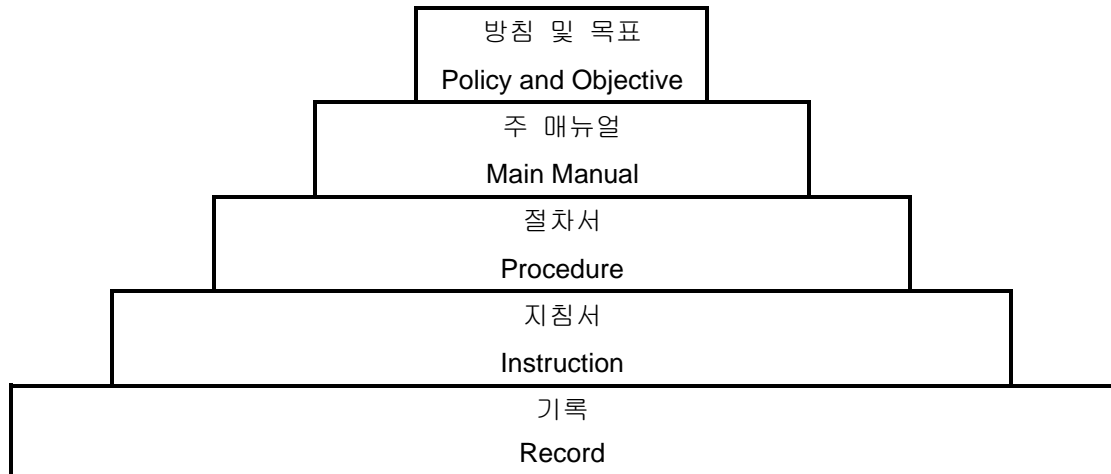 방침 및 목표
Policy and Objective
주 매뉴얼
Main Manual
절차서
Procedure
지침서
Instruction
기록
Record